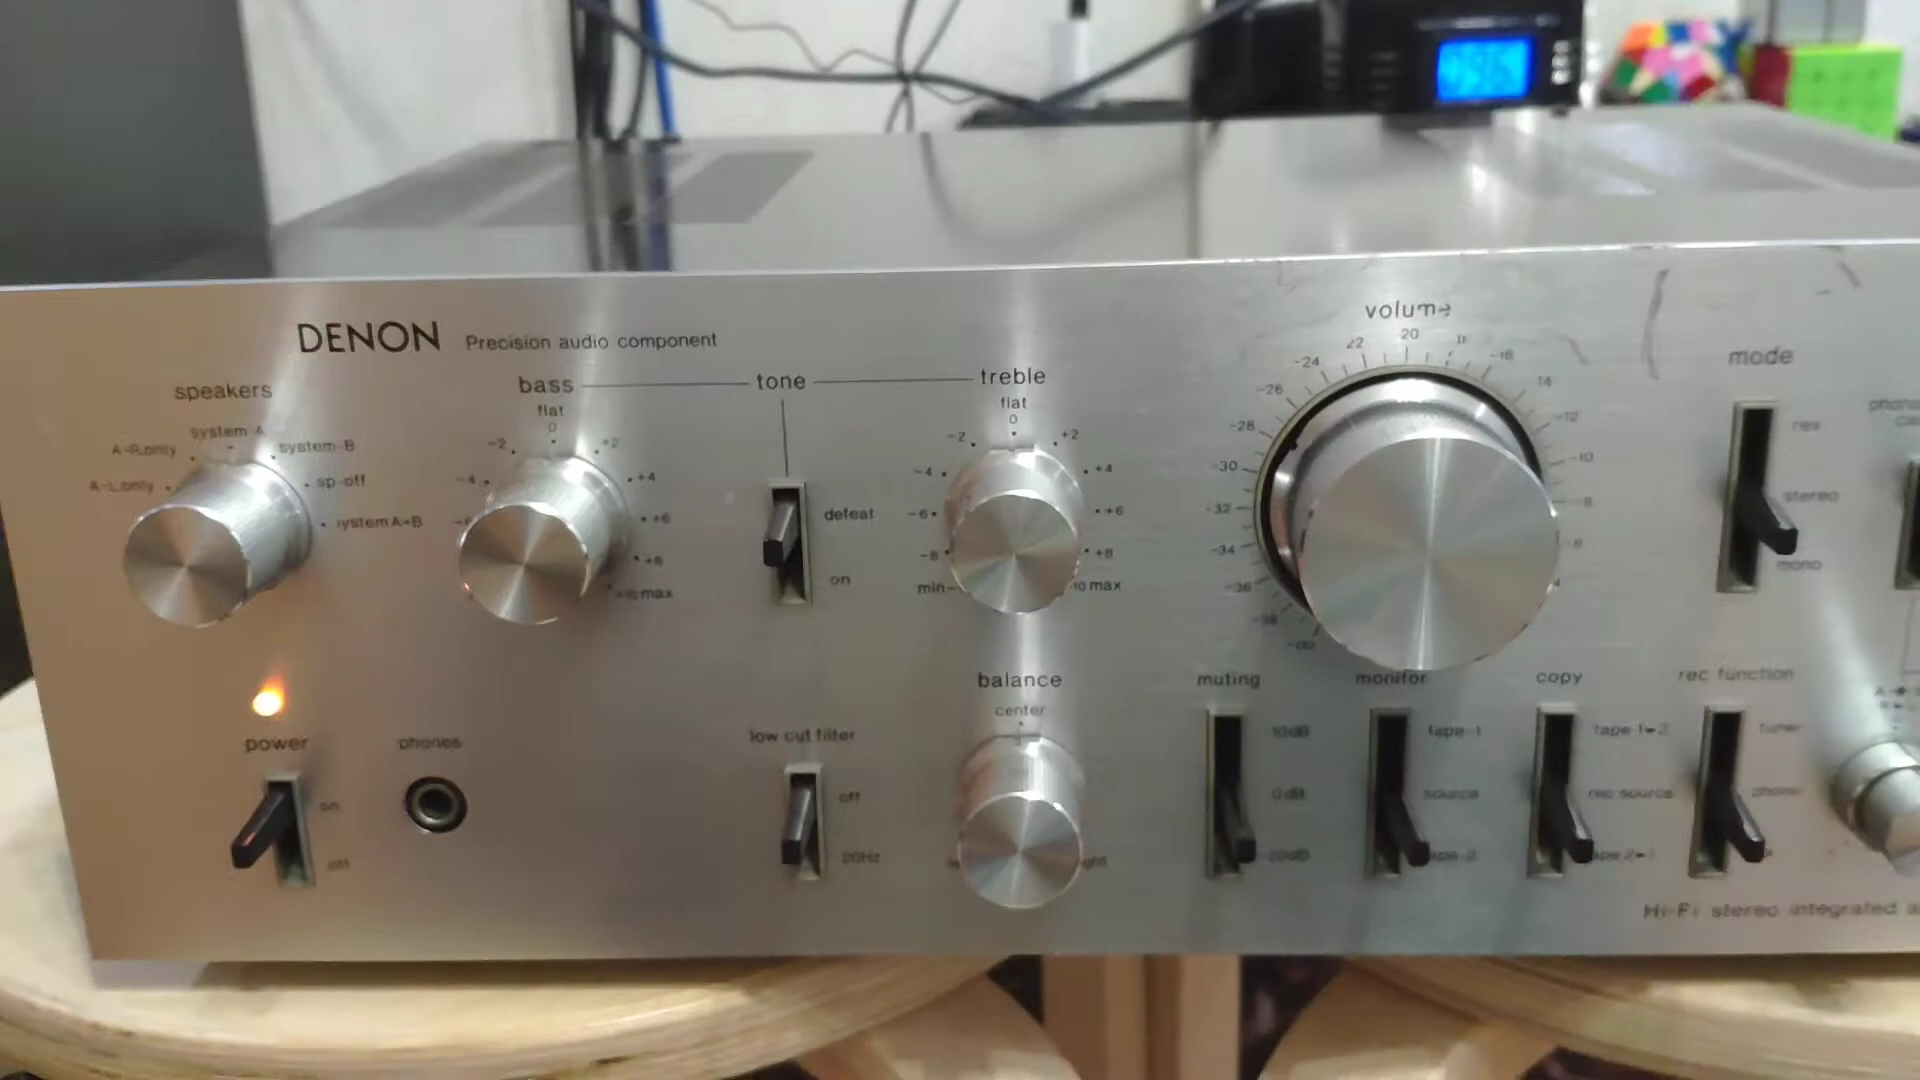 DENON Precision audio component
speakers
A-L.only
A-R.only
system A
system-B
sp-off
system A+B
bass
tone
treble
flat
0
-2
+2
-4
+4
+6
+8
+10 max
defeat
on
flat
0
-2
+2
-4
+4
-6
+6
-8
+8
min
10 max
volume
-∞
-38
-36
-34
-32
-30
-28
-26
-24
22
20
-16
14
-12
-10
-8
-6
4
mode
rev
stereo
mono
power
on
off
phones
low cut filter
off
20Hz
balance
center
muting
-10dB
0dB
-20dB
monitor
tape-1
source
tape-2
copy
tape 1►2
rec source
tape 2►1
rec function
tuner
phono
Hi-Fi stereo integrated